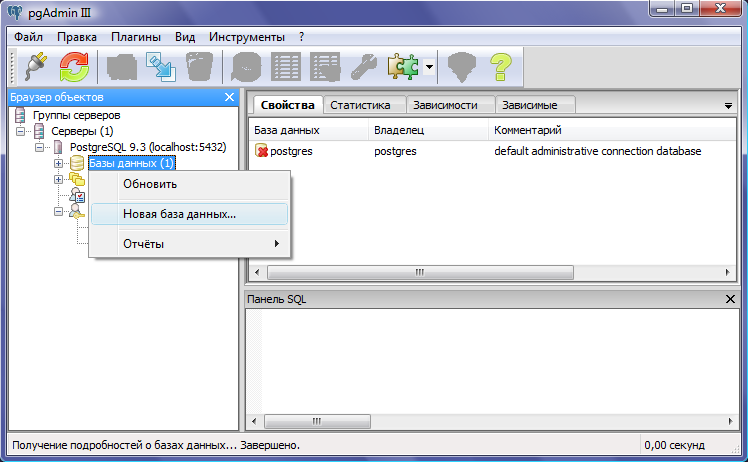 pgAdmin III
Файл Правка Плагины Вид Инструменты ?
Браузер объектов
Группы серверов
Серверы (1)
PostgreSQL 9.3 (localhost:5432)
Базы данных (1)
Обновить
Новая база данных...
Отчёты
Свойства Статистика Зависимости Зависимые
База данных Владелец Комментарий
postgres postgres default administrative connection database
Панель SQL
Получение подробностей о базах данных... Завершено. 0,00 секунд